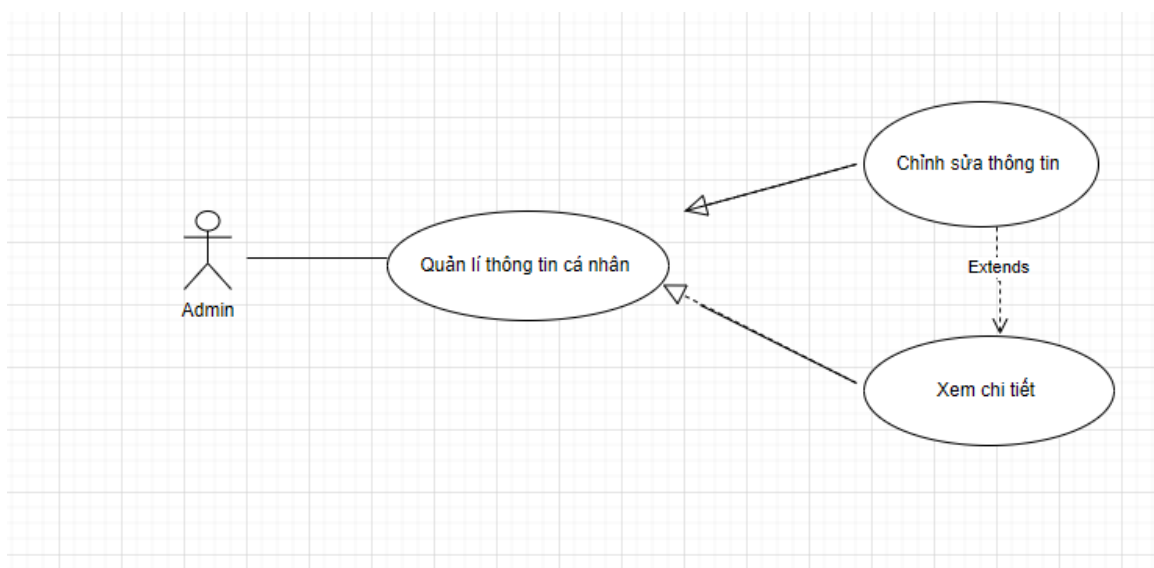 Chỉnh sửa thông tin
Quản lí thông tin cá nhân
Extends
Admin
Xem chi tiết